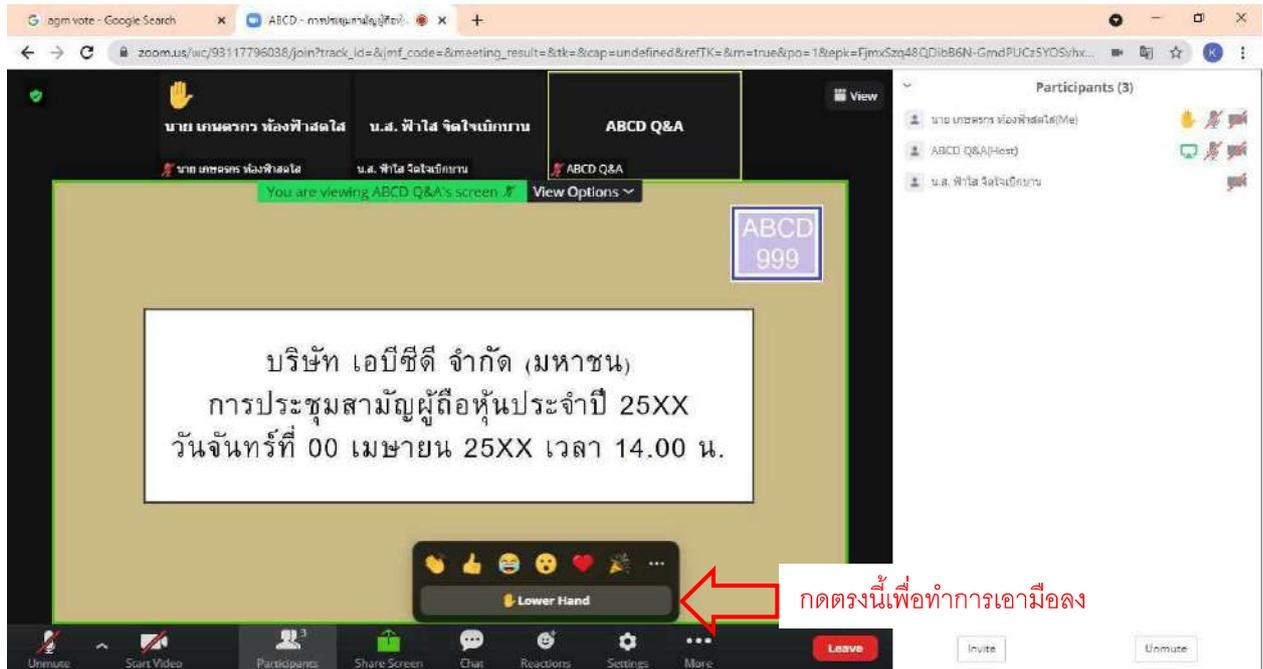 agm vote - Google Search
ABCD - การประชุมสามัญผู้ถือหุ้
zoom.us/wc/93117796038/join?track_id=&jmf_code=&meeting_result=&tk=&cap=undefined&refTK=&m=true&po=1&epk=
K
View
นาย เกษตรกร ท้องฟ้าสดใส
น.ส. ฟ้าใส จิตใจเบิกบาน
ABCD Q&A
นาย เกษตรกร ท้องฟ้าสดใส
น.ส. ฟ้าใส จิตใจเบิกบาน
ABCD Q&A
You are viewing ABCD Q&A's screen
View Options
Participants (3)
นาย เกษตรกร ท้องฟ้าสดใส(Me)
ABCD Q&A(Host)
น.ส. ฟ้าใส จิตใจเบิกบาน
ABCD
999
บริษัท เอบีซีดี จำกัด (มหาชน)
การประชุมสามัญผู้ถือหุ้นประจำปี 25XX
วันจันทร์ที่ 00 เมษายน 25XX เวลา 14.00 น.
Lower Hand
กดตรงนี้เพื่อทำการเอามือลง
Unmute
Start Video
Participants
3
Share Screen
Chat
Reactions
Settings
More
Leave
Invite
Unmute